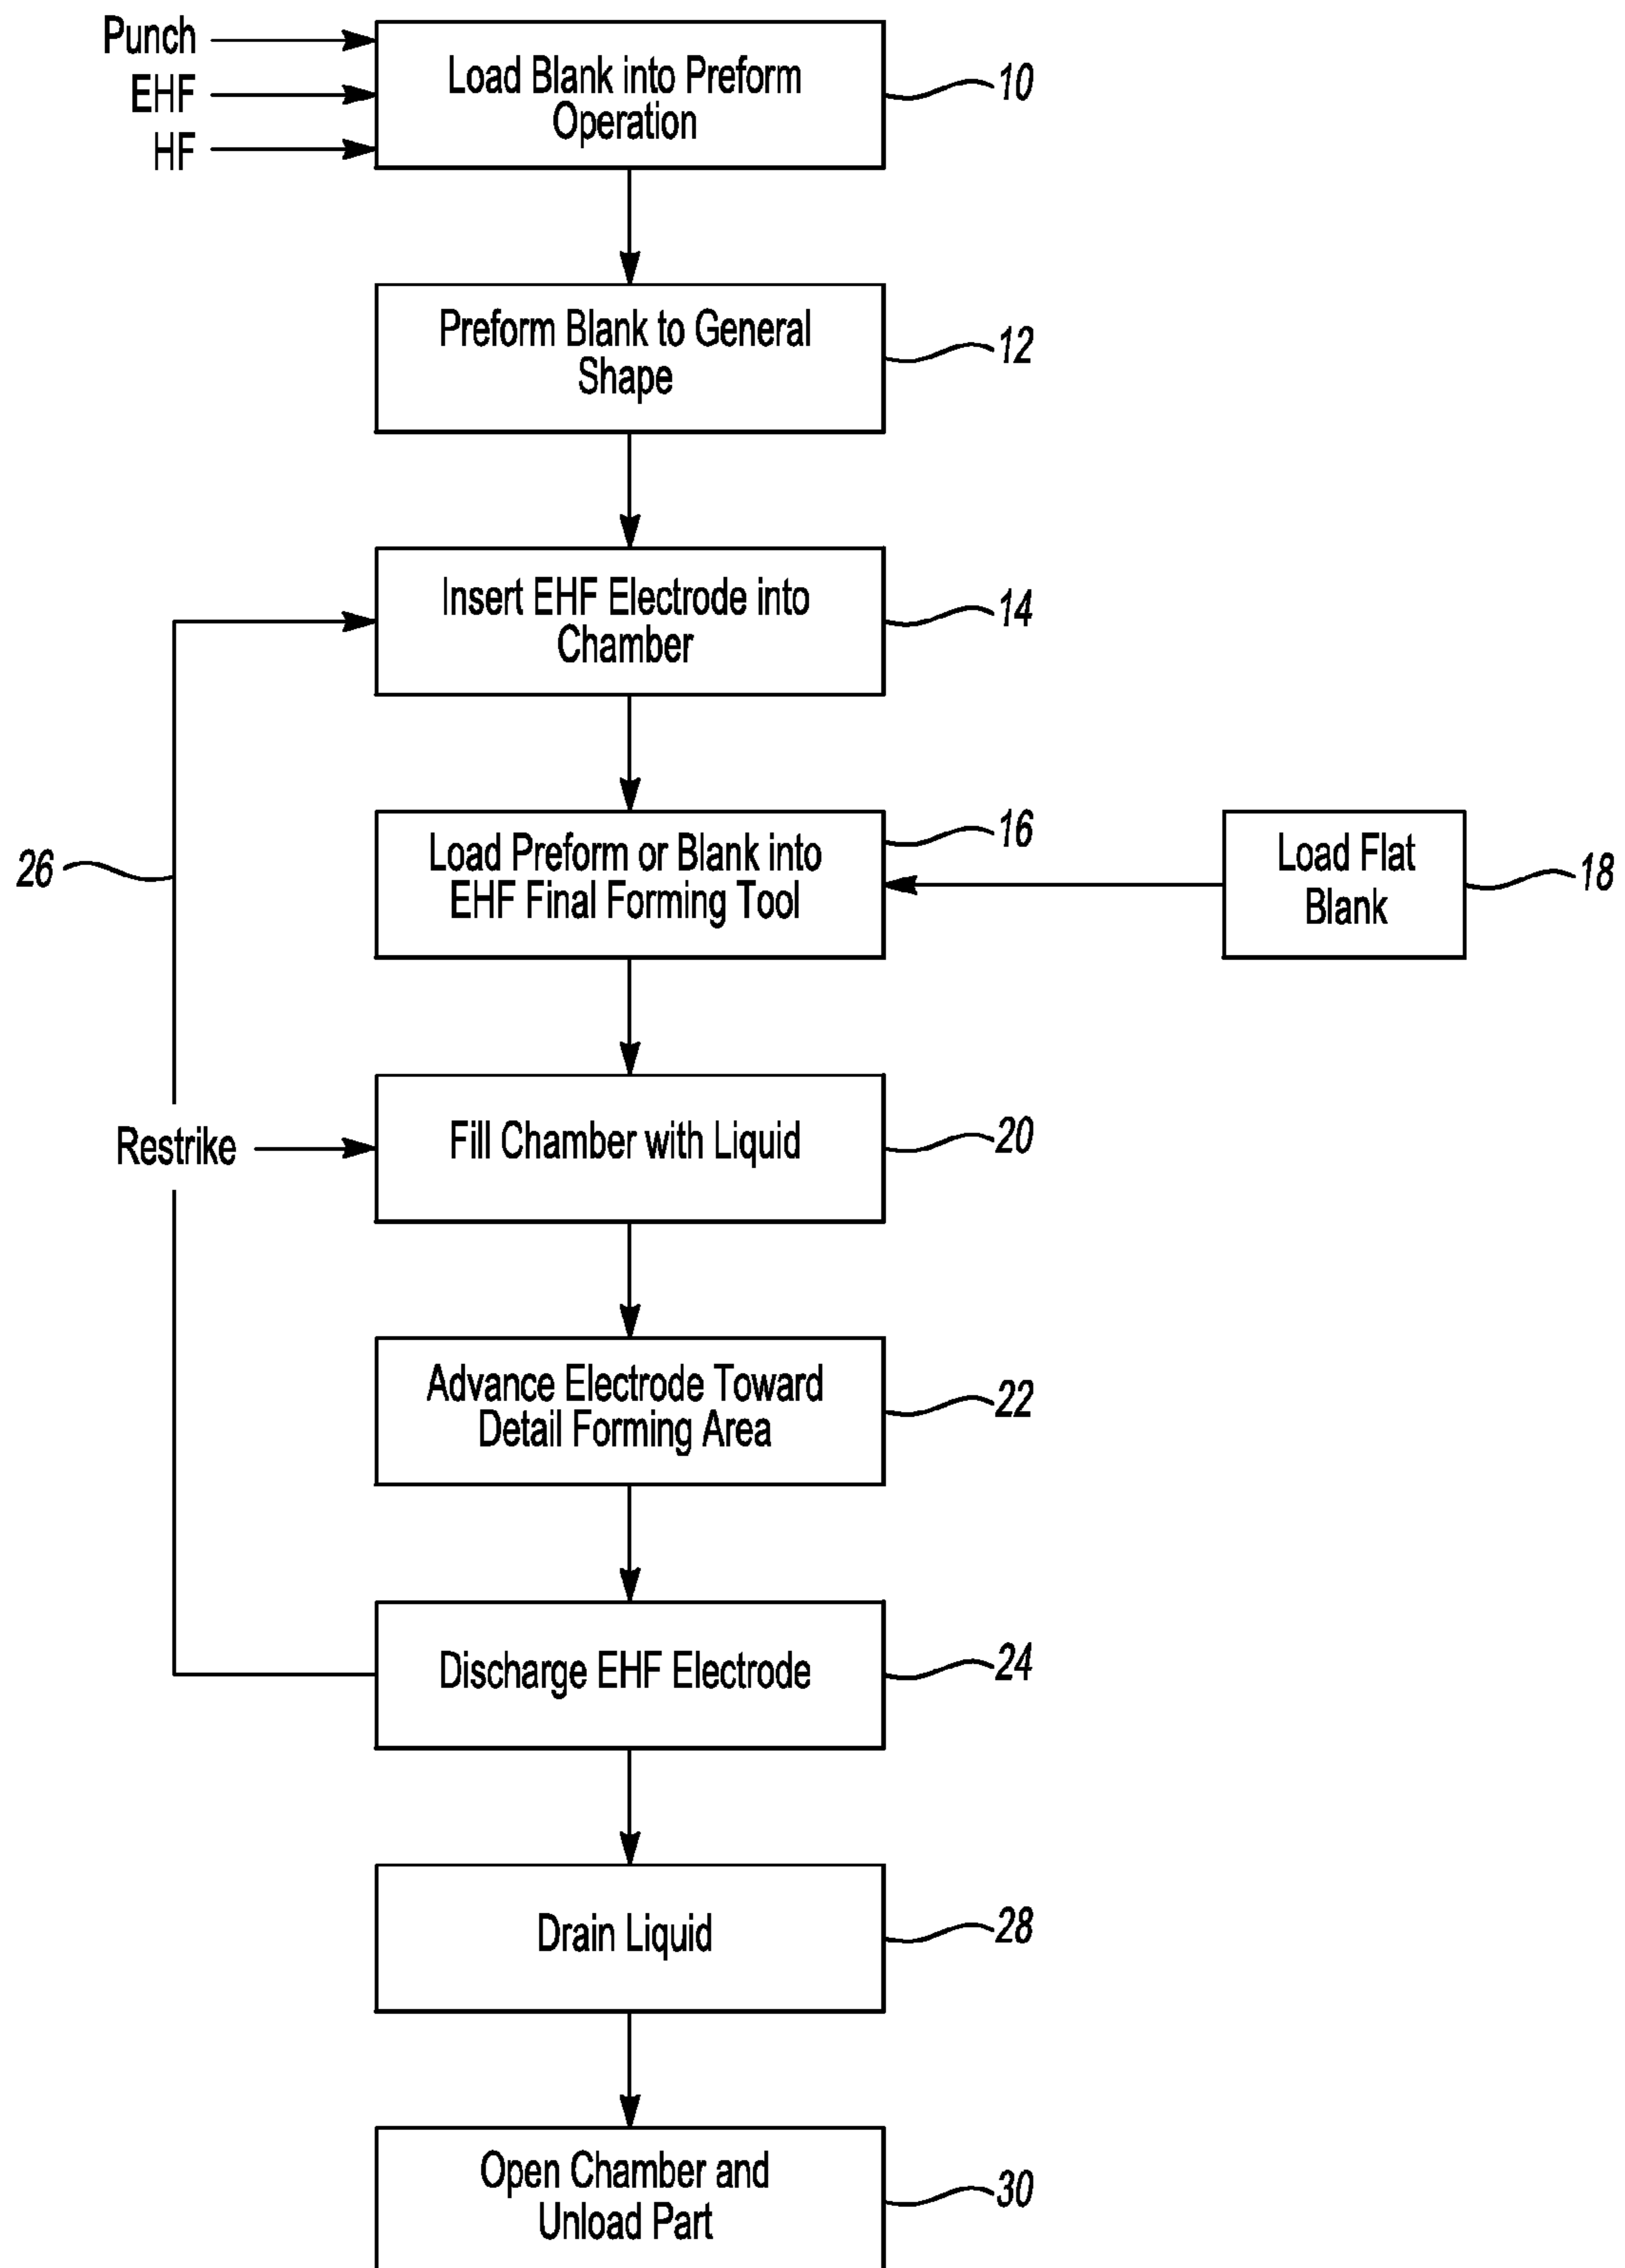 Punch
EHF
HF
Load Blank into Preform
Operation
10
Preform Blank to General
Shape
12
Insert EHF Electrode into
Chamber
14
Load Preform or Blank into
EHF Final Forming Tool
16
Load Flat
Blank
18
26
Restrike
Fill Chamber with Liquid
20
Advance Electrode Toward
Detail Forming Area
22
Discharge EHF Electrode
24
Drain Liquid
28
Open Chamber and
Unload Part
30